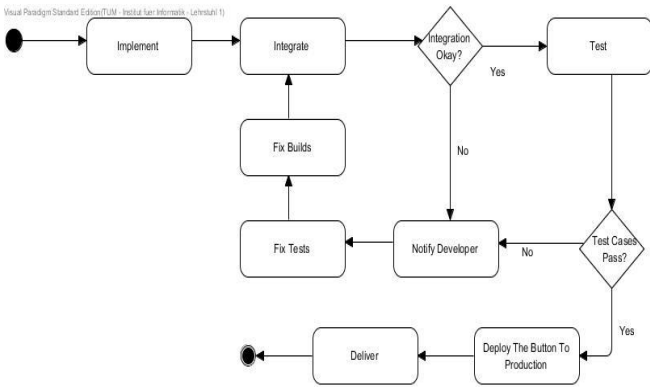 Visual Paradigm Standard Edition(TUM - Institut fuer Informatik - Lehrstuhl 1)
Implement
Integrate
Integration
Okay?
Yes
Test
Fix Builds
No
Fix Tests
Notify Developer
No
Test Cases
Pass?
Yes
Deliver
Deploy The Button To
Production